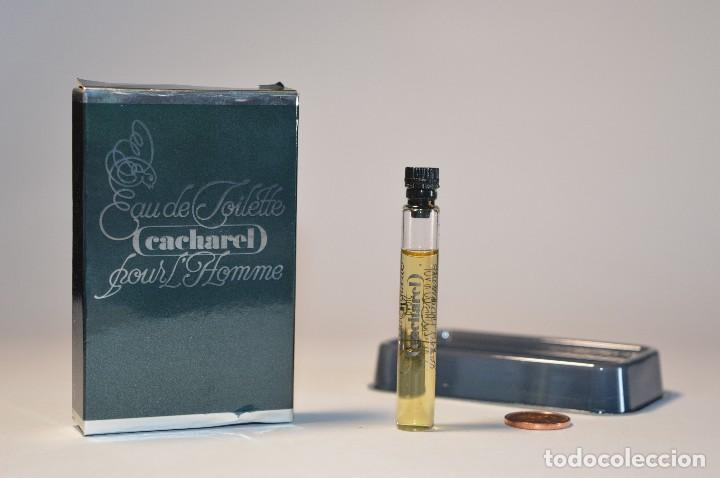 Eau de Toilette
cacharel
pour L'Homme
cacharel
todocoleccion